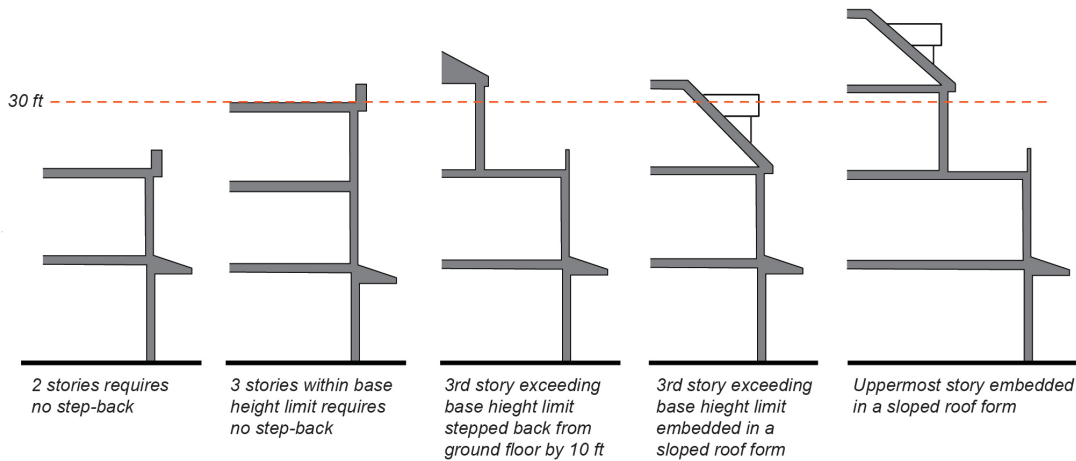 30 ft
2 stories requires
no step-back
3 stories within base
height limit requires
no step-back
3rd story exceeding
base hieght limit
stepped back from
ground floor by 10 ft
3rd story exceeding
base hieght limit
embedded in a
sloped roof form
Uppermost story embedded
in a sloped roof form